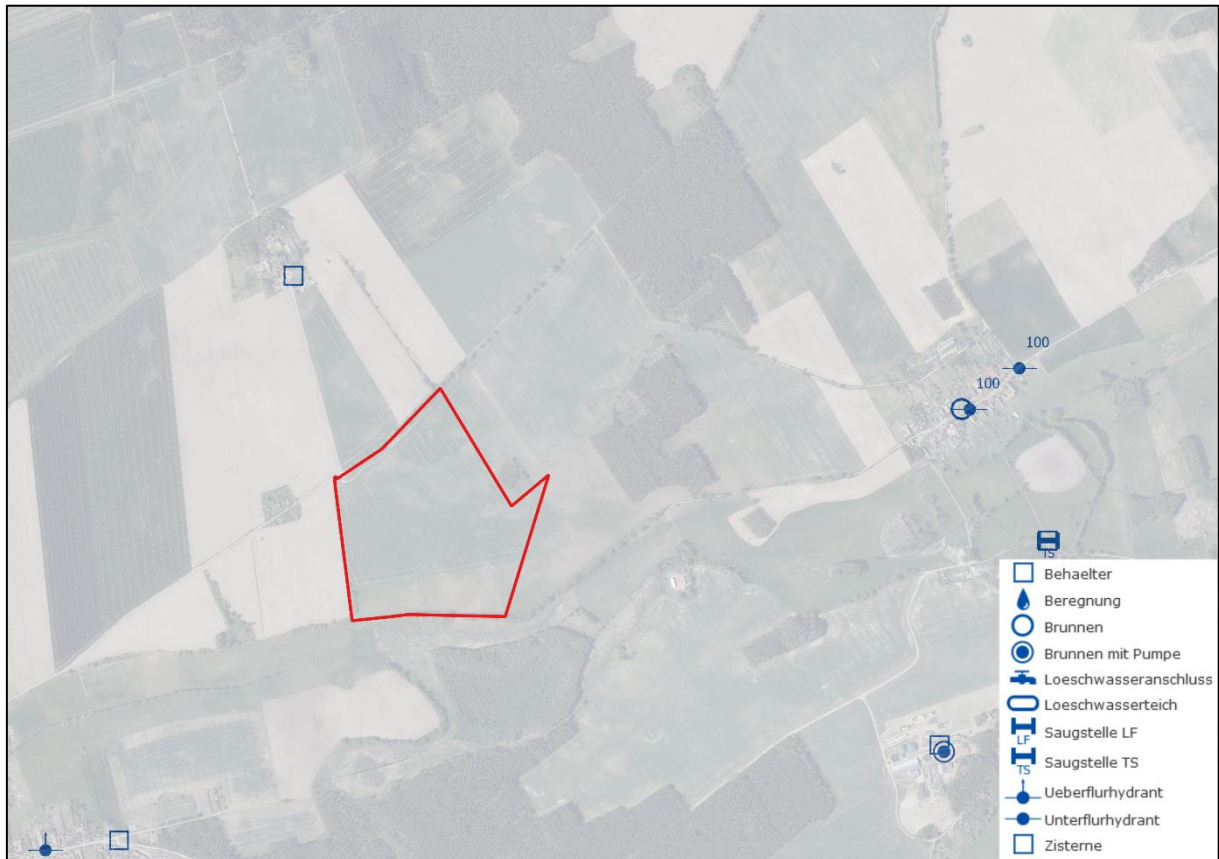 100
100
TS
Behaelter
Beregnung
Brunnen
Brunnen mit Pumpe
Loeschwasseranschluss
Loeschwasserteich
LF Saugstelle LF
TS Saugstelle TS
Ueberflurhydrant
Unterflurhydrant
Zisterne